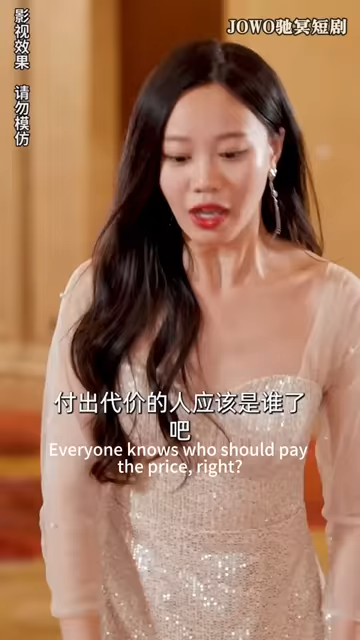 影视效果 请勿模仿
JOWO驰冥短剧
付出代价的人应该是谁了
吧
Everyone knows who should pay
the price, right?